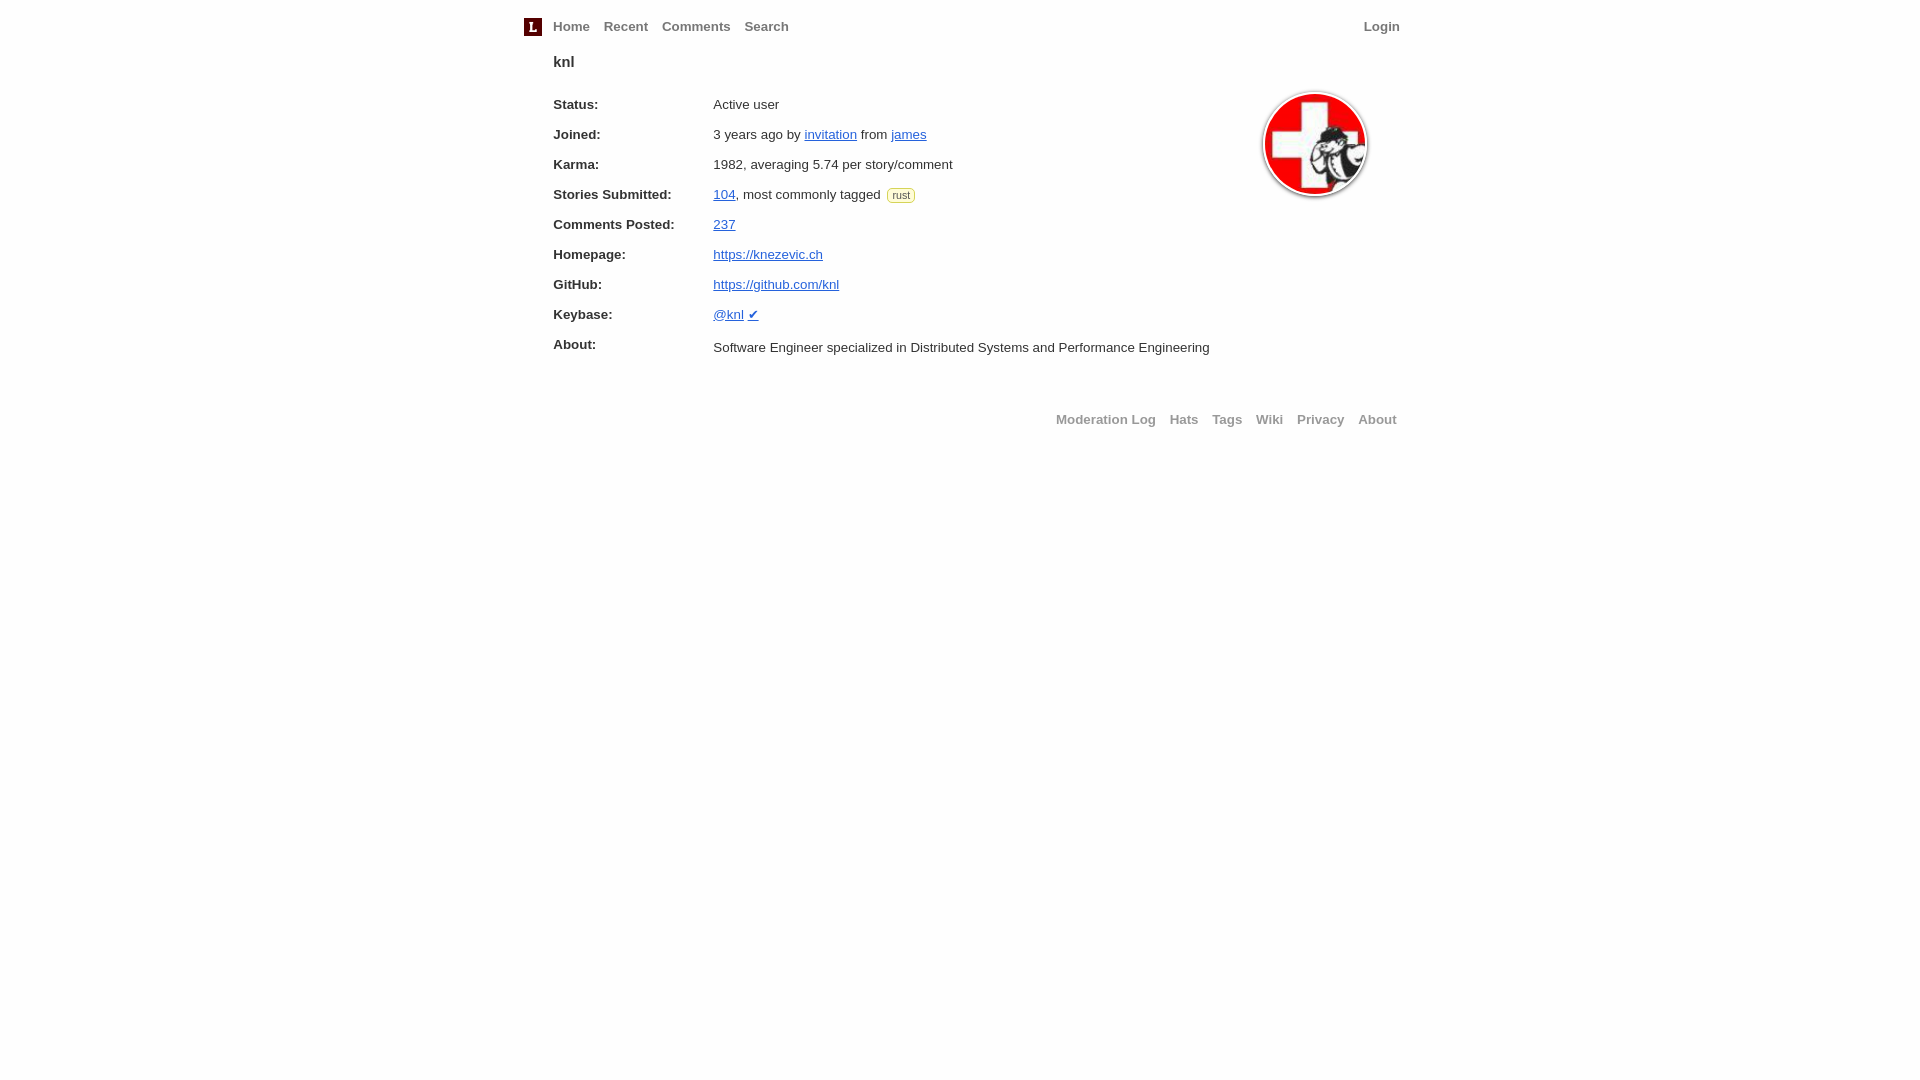 L Home Recent Comments Search Login
knl
Status: Active user
Joined: 3 years ago by invitation from james
Karma: 1982, averaging 5.74 per story/comment
Stories Submitted: 104, most commonly tagged rust
Comments Posted: 237
Homepage: https://knezevic.ch
GitHub: https://github.com/knl
Keybase: @knl ✔
About: Software Engineer specialized in Distributed Systems and Performance Engineering
Moderation Log Hats Tags Wiki Privacy About